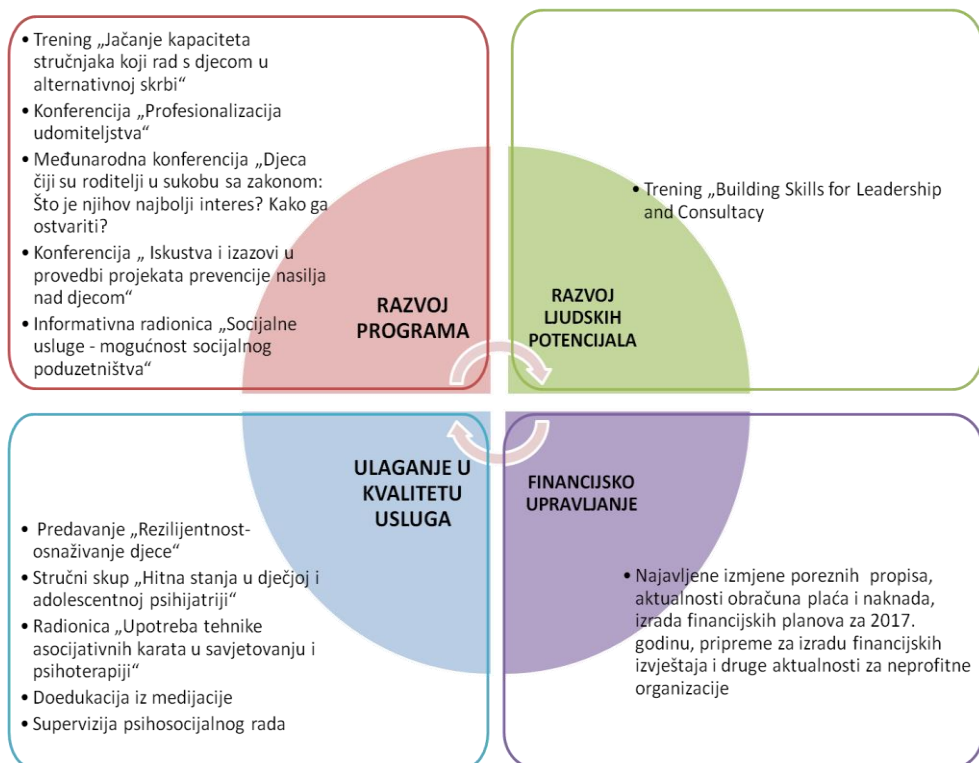 • Trening „Jačanje kapaciteta
stručnjaka koji rad s djecom u
alternativnoj skrbi“
• Konferencija „Profesionalizacija
udomiteljstva“
• Međunarodna konferencija „Djeca
čiji su roditelji u sukobu sa zakonom:
Što je njihov najbolji interes? Kako ga
ostvariti?
• Konferencija „ Iskustva i izazovi u
provedbi projekata prevencije nasilja
nad djecom“
• Informativna radionica „Socijalne
usluge - mogućnost socijalnog
poduzetništva“
RAZVOJ
PROGRAMA
• Trening „Building Skills for Leadership
and Consultacy
RAZVOJ
LJUDSKIH
POTENCIJALA
ULAGANJE U
KVALITETU
USLUGA
• Predavanje „Rezilijentnost-
osnaživanje djece“
• Stručni skup „Hitna stanja u dječjoj i
adolescentnoj psihijatriji“
• Radionica „Upotreba tehnike
asocijativnih karata u savjetovanju i
psihoterapiji“
• Doedukacija iz medijacije
• Supervizija psihosocijalnog rada
FINANCIJSKO
UPRAVLJANJE
• Najavljene izmjene poreznih propisa,
aktualnosti obračuna plaća i naknada,
izrada financijskih planova za 2017.
godinu, pripreme za izradu financijskih
izvještaja i druge aktualnosti za neprofitne
organizacije